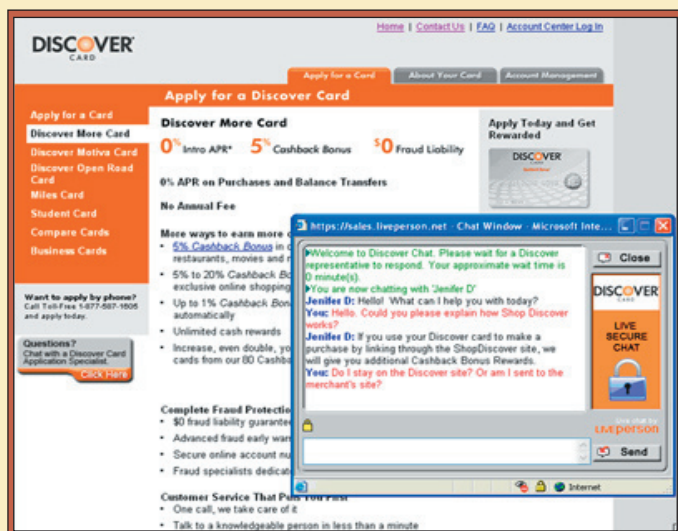 Home | Contact Us | FAQ | Account Center Log In
DISCOVER
CARD
Apply for a Card
About Your Card
Account Management
Apply for a Discover Card
Apply for a Card
Discover More Card
Discover Motiva Card
Discover Open Road
Card
Miles Card
Student Card
Compare Cards
Business Cards
Want to apply by phone?
Call Toll-Free 1-877-587-1605
and apply today.
Questions?
Chat with a Discover Card
Application Specialist.
Click Here
Discover More Card
0% Intro APR* 5% Cashback Bonus $0 Fraud Liability
0% APR on Purchases and Balance Transfers
No Annual Fee
More ways to earn more
• 5% Cashback Bonus in
restaurants, movies and
• 5% to 20% Cashback
exclusive online shopping
• Up to 1% Cashback
automatically
• Unlimited cash rewards
• Increase, even double,
cards from our 80
Complete Fraud
• $0 fraud liability
• Advanced fraud early
• Secure online account
• Fraud specialists
Customer Service That Puts You First
• One call, we take care of it
• Talk to a knowledgeable person in less than a minute
Apply Today and Get
Rewarded
DISCOVER
https://sales.liveperson.net - Chat Window - Microsoft Inte...
Welcome to Discover Chat. Please wait for a Discover
representative to respond. Your approximate wait time is
0 minute(s).
You are now chatting with 'Jenifer D'
Jenifer D: Hello! What can I help you with today?
You: Hello. Could you please explain how Shop Discover
works?
Jenifer D: If you use your Discover card to make a
purchase by linking through the ShopDiscover site, we
will give you additional Cashback Bonus Rewards.
You: Do I stay on the Discover site? Or am I sent to the
merchant's site?
Close
DISCOVER
CARD
LIVE
SECURE
CHAT
Live chat by
LIVEPERSON
Send
Internet